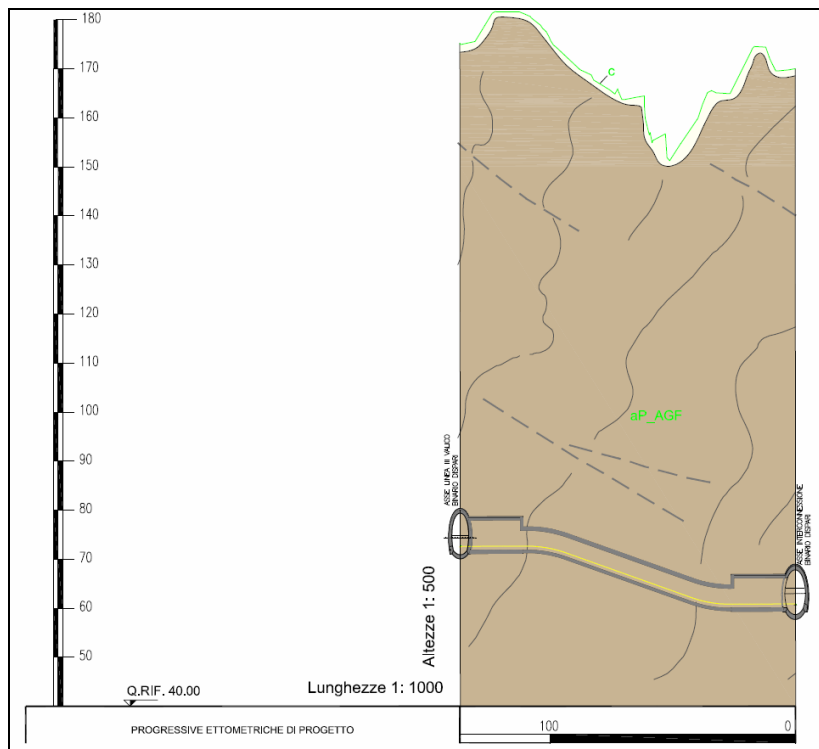 180
170
160
150
140
130
120
110
100
90
80
70
60
50
c
aP_AGF
ASSE LINEA III VALICO
BINARIO DISPARI
ASSE INTERCONNESSIONE
BINARIO DISPARI
Altezze 1: 500
Lunghezze 1: 1000
Q.RIF. 40.00
PROGRESSIVE ETTOMETRICHE DI PROGETTO
100
0